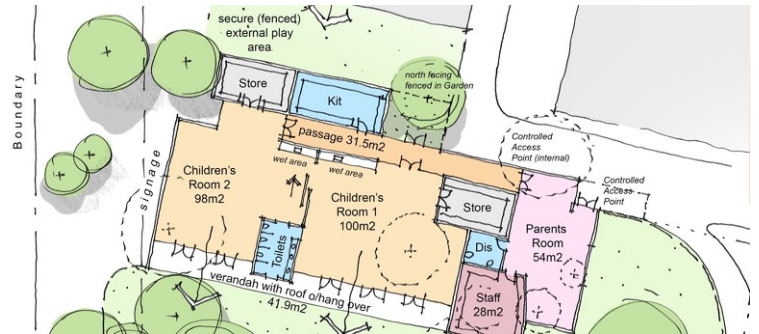 secure (fenced)
external play
area
Store
Kit
north facing
fenced in Garden
Boundary
passage 31.5m2
Controlled
Access
Point (internal)
wet area
wet area
signage
Children's
Room 2
98m2
Children's
Room 1
100m2
Controlled
Access
Point
Store
Parents
Room
54m2
Toilets
Dis
verandah with roof o/hang over
41.9m2
Staff
28m2